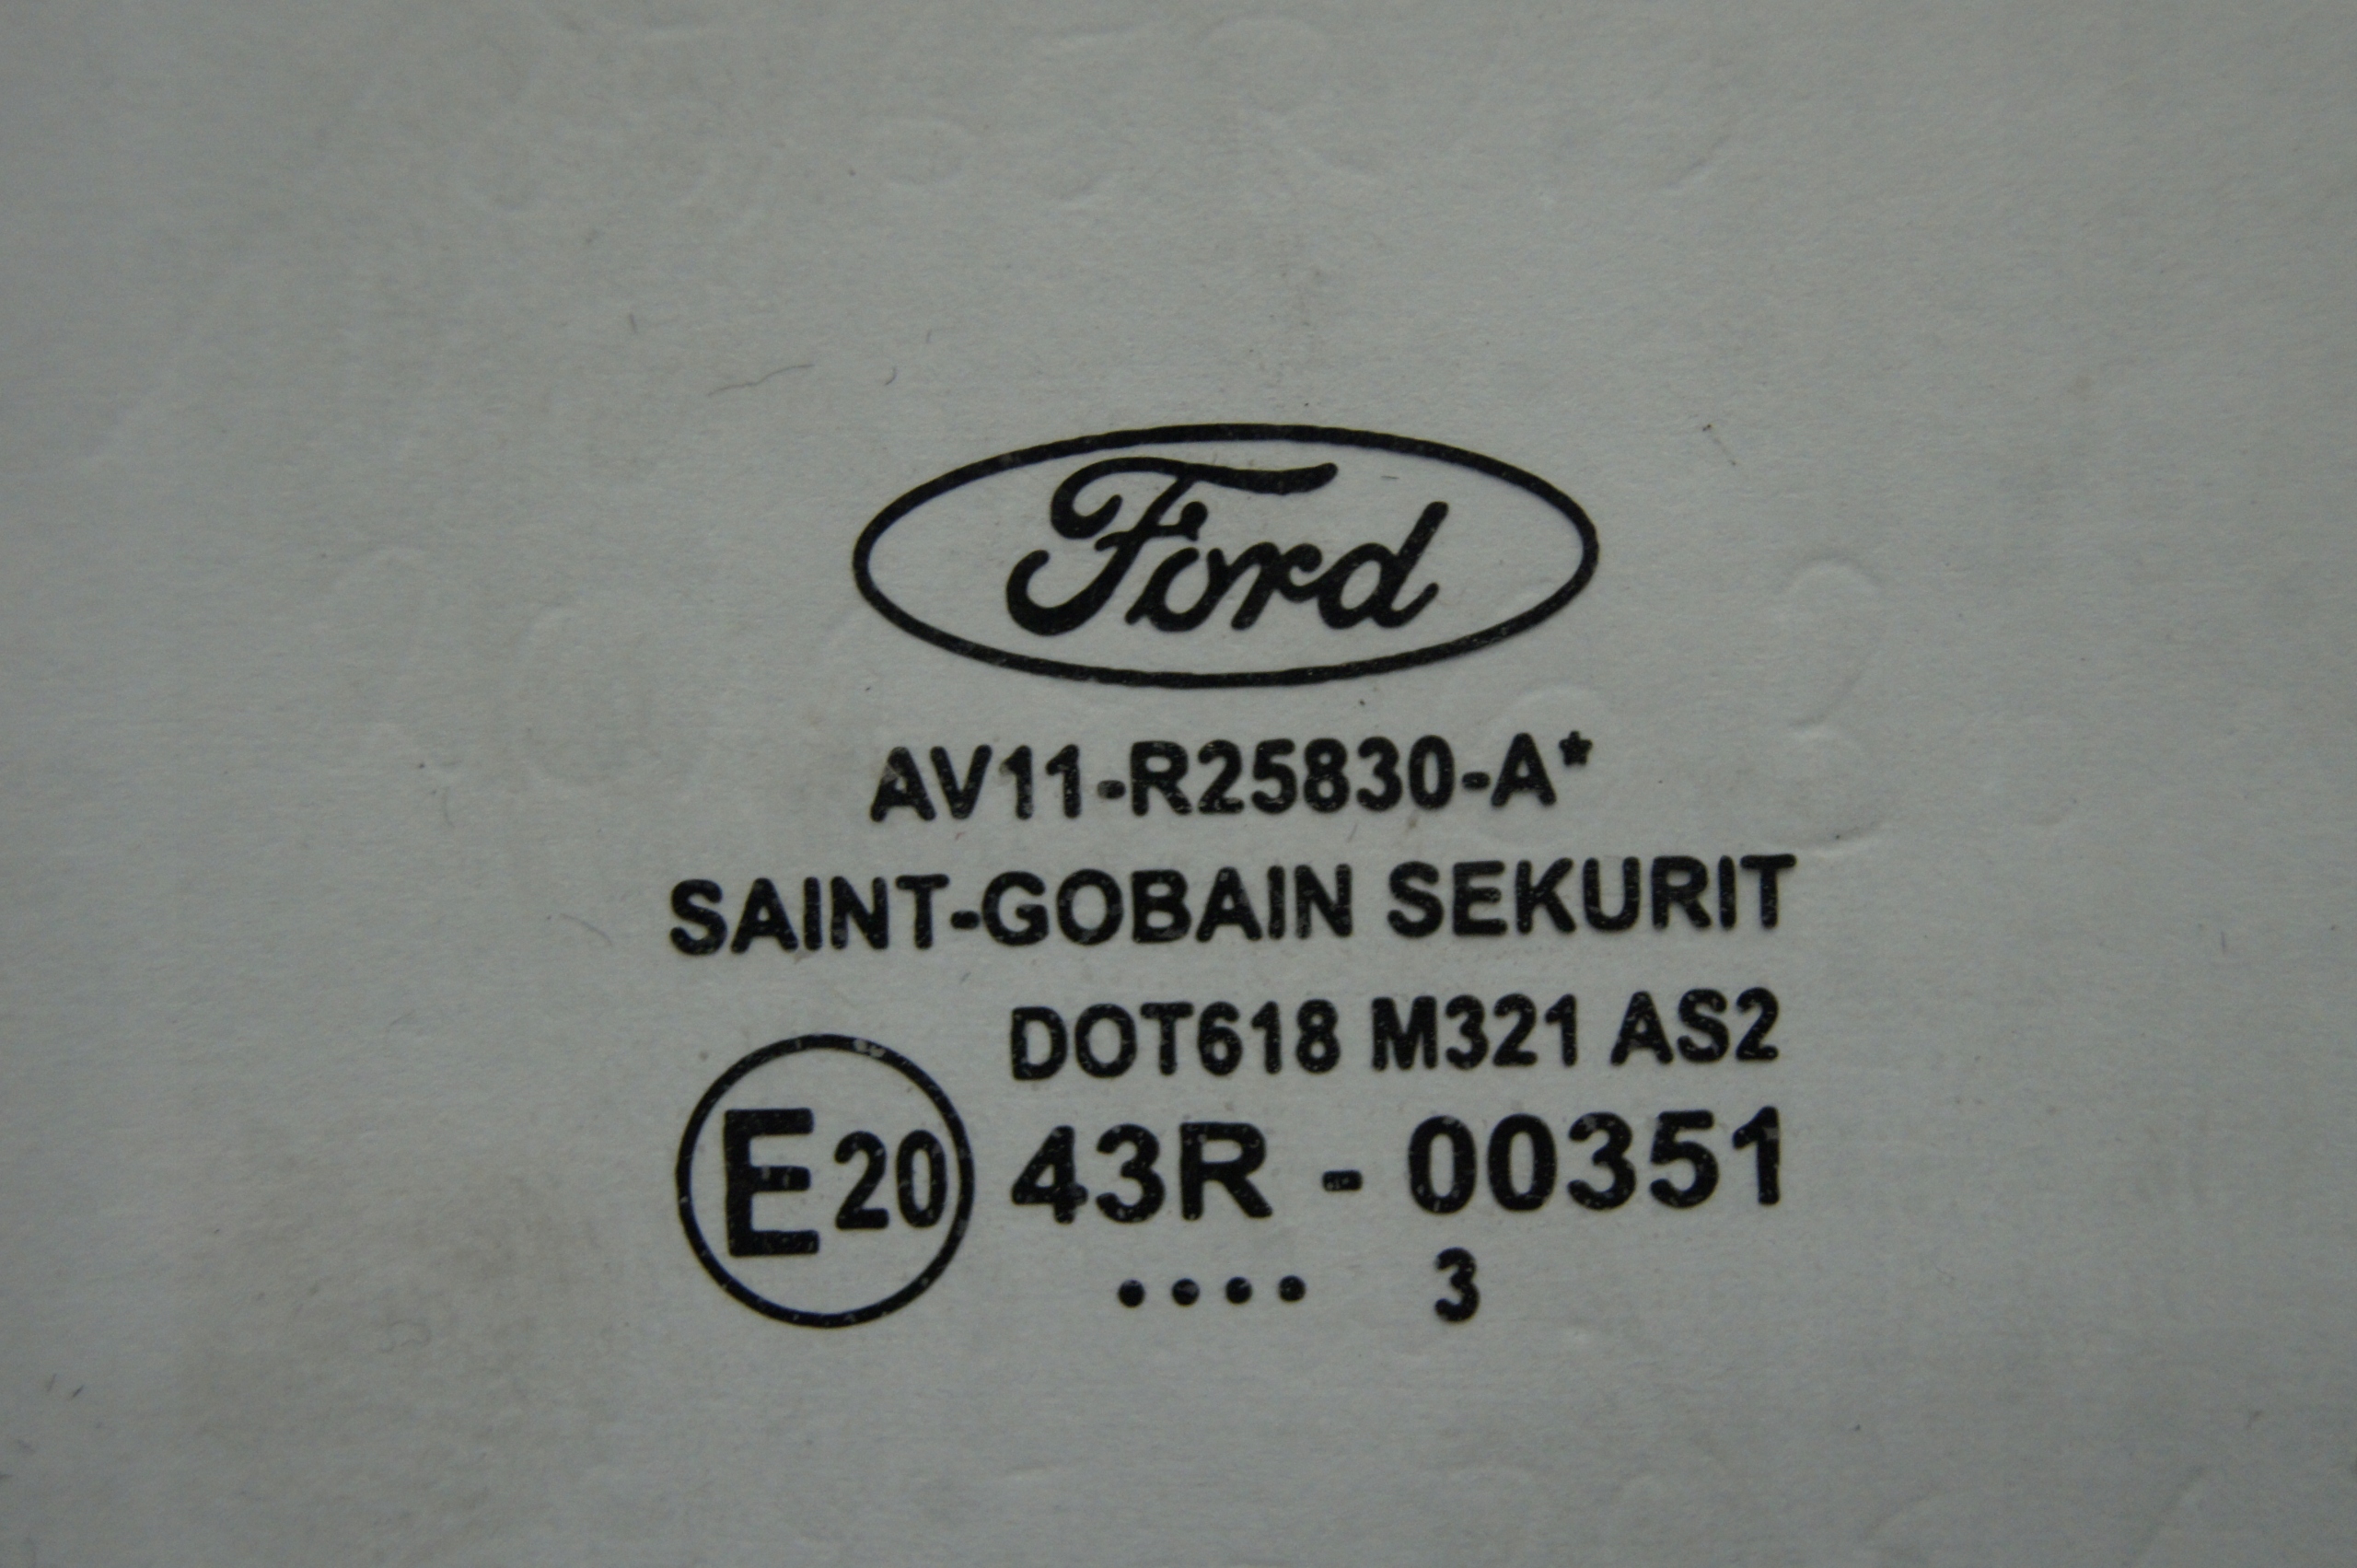 Ford
AV11-R25830-A*
SAINT-GOBAIN SEKURIT
DOT618 M321 AS2
E20 43R - 00351
.... 3